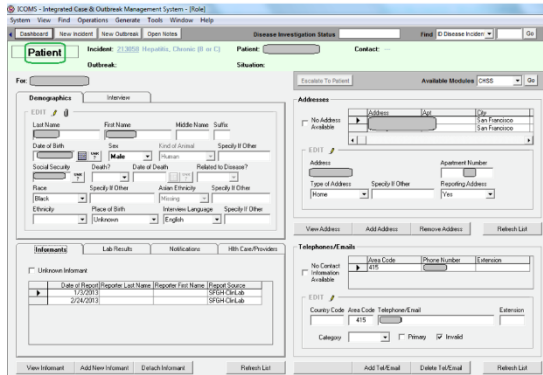 ICOMS - Integrated Case & Outbreak Management System - [Role]
System View Find Operations Generate Tools Window Help
Dashboard New Incident New Outbreak Open Notes Disease Investigation Status Find ID Disease Inciden Go
Patient Incident: 213058 Hepatitis, Chronic (B or C) Patient: Contact: ---
Outbreak: Situation:
For: Escalate To Patient Available Modules CHSS Go
Demographics Interview
EDIT
Last Name First Name Middle Name Suffix
Date of Birth Sex Kind of Animal Specify If Other
Male Human
Social Security Death? Date of Death Related to Disease?
Race Specify If Other Asian Ethnicity Specify If Other
Black Missing
Ethnicity Place of Birth Interview Language Specify If Other
Unknown English
Addresses
No Address Available
Address Apt City
San Francisco
San Francisco
EDIT
Address Apartment Number
Type of Address Specify If Other Reporting Address
Home Yes
View Address Add Address Remove Address Refresh List
Informants Lab Results Notifications Hlth Care/Providers
Unknown Informant
Date of Report Reporter Last Name Reporter First Name Report Source
1/3/2013 SFGH-ClinLab
2/24/2013 SFGH-ClinLab
View Informant Add New Informant Detach Informant Refresh List
Telephones/Emails
No Contact Information Available
Area Code Phone Number Extension
415
EDIT
Country Code Area Code Telephone/Email Extension
415
Category Primary Invalid
Add Tel/Email Delete Tel/Email Refresh List